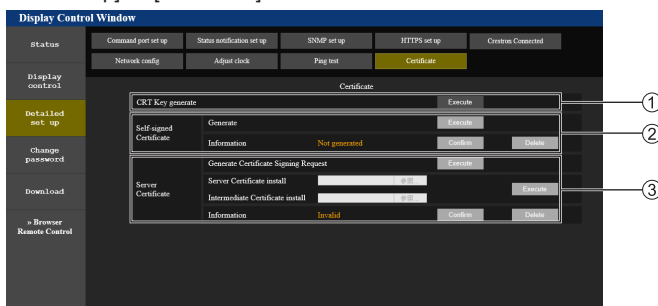 Display Control Window
Status
Display
control
Detailed
set up
Change
password
Download
» Browser
Remote Control
Command port set up
Status notification set up
SNMP set up
HTTPS set up
Crestron Connected
Network config
Adjust clock
Ping test
Certificate
Certificate
CRT Key generate
Execute
1
Self-signed
Certificate
Generate
Execute
Information
Not generated
Confirm
Delete
2
Server
Certificate
Generate Certificate Signing Request
Execute
Server Certificate install
Intermediate Certificate install
Execute
Information
Invalid
Confirm
Delete
3